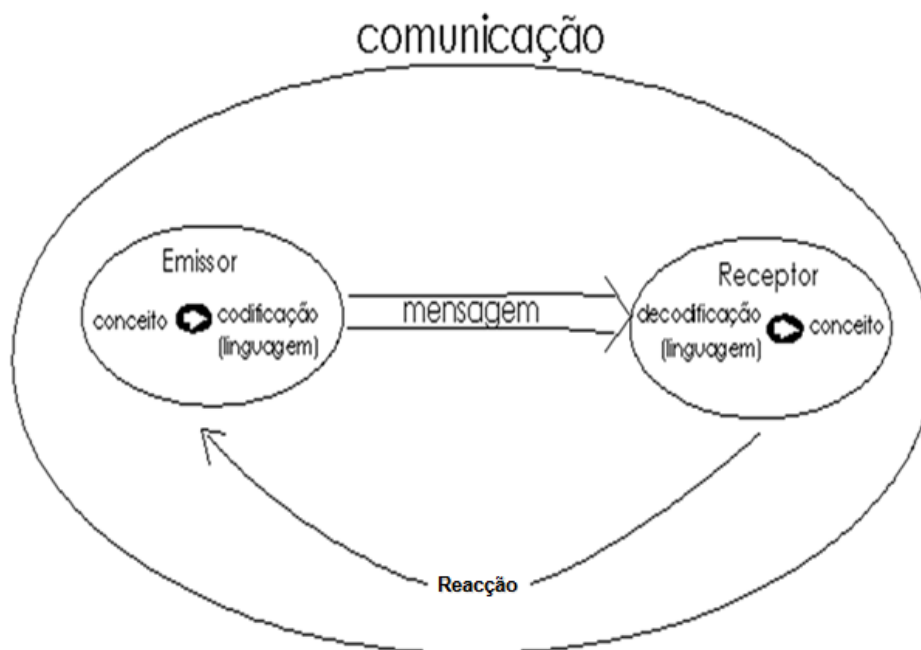 comunicação
Emissor
conceito
codificação
(linguagem)
mensagem
Receptor
decodificação
(linguagem)
conceito
Reacção